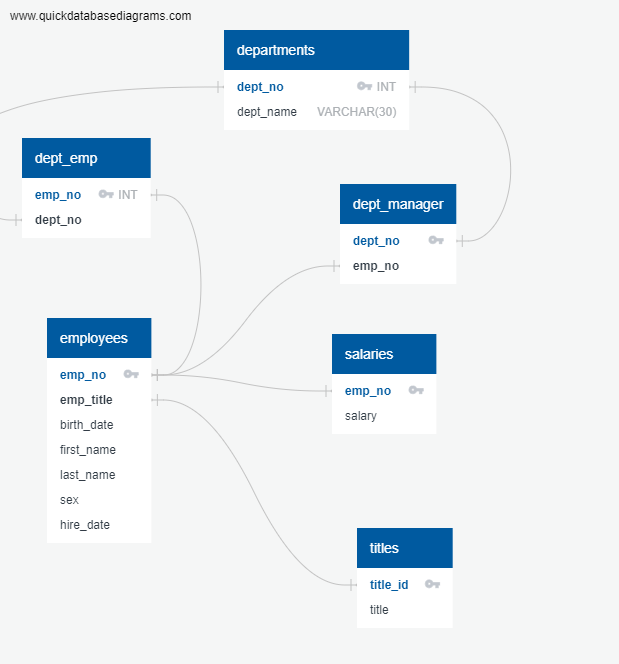 www.quickdatabasediagrams.com
departments
dept_no INT
dept_name VARCHAR(30)
dept_emp
emp_no INT
dept_no
dept_manager
dept_no
emp_no
employees
emp_no
emp_title
birth_date
first_name
last_name
sex
hire_date
salaries
emp_no
salary
titles
title_id
title